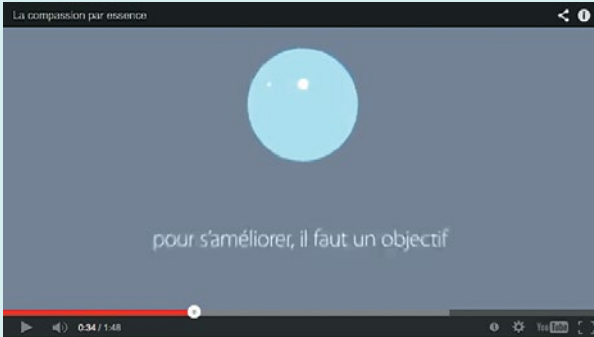 La compassion par essence
pour s'améliorer, il faut un objectif
0:34 / 1:48
YouTube